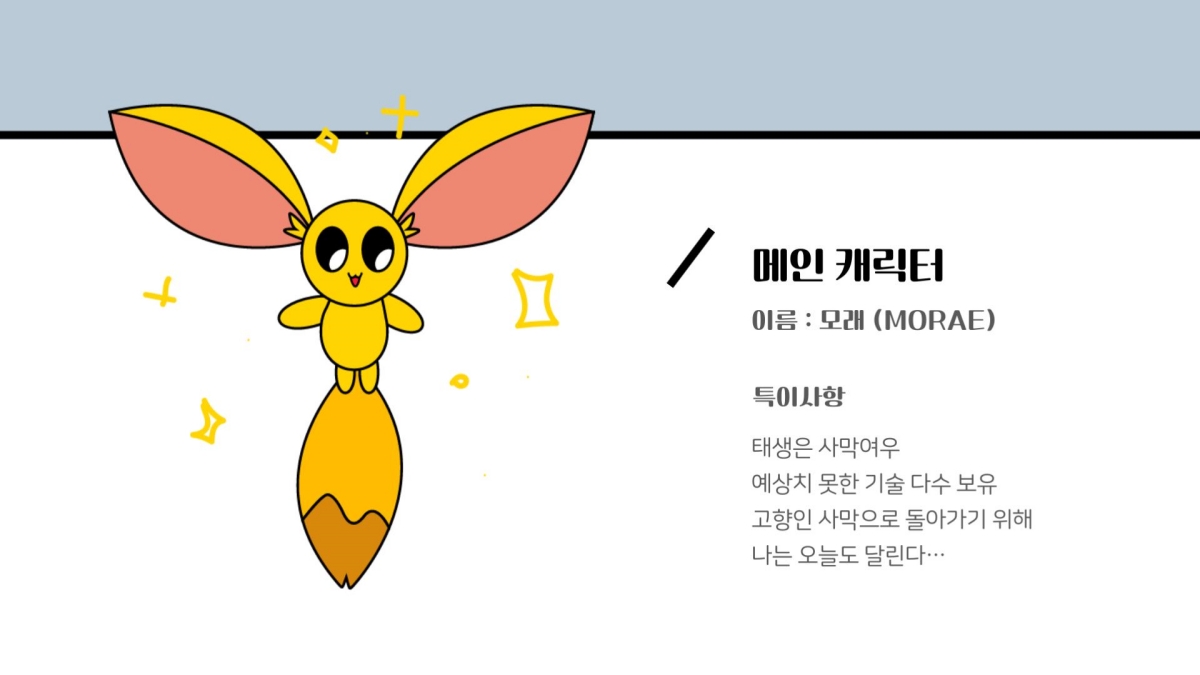 메인 캐릭터
이름 : 모래 (MORAE)
특이사항
태생은 사막여우
예상치 못한 기술 다수 보유
고향인 사막으로 돌아가기 위해
나는 오늘도 달린다…